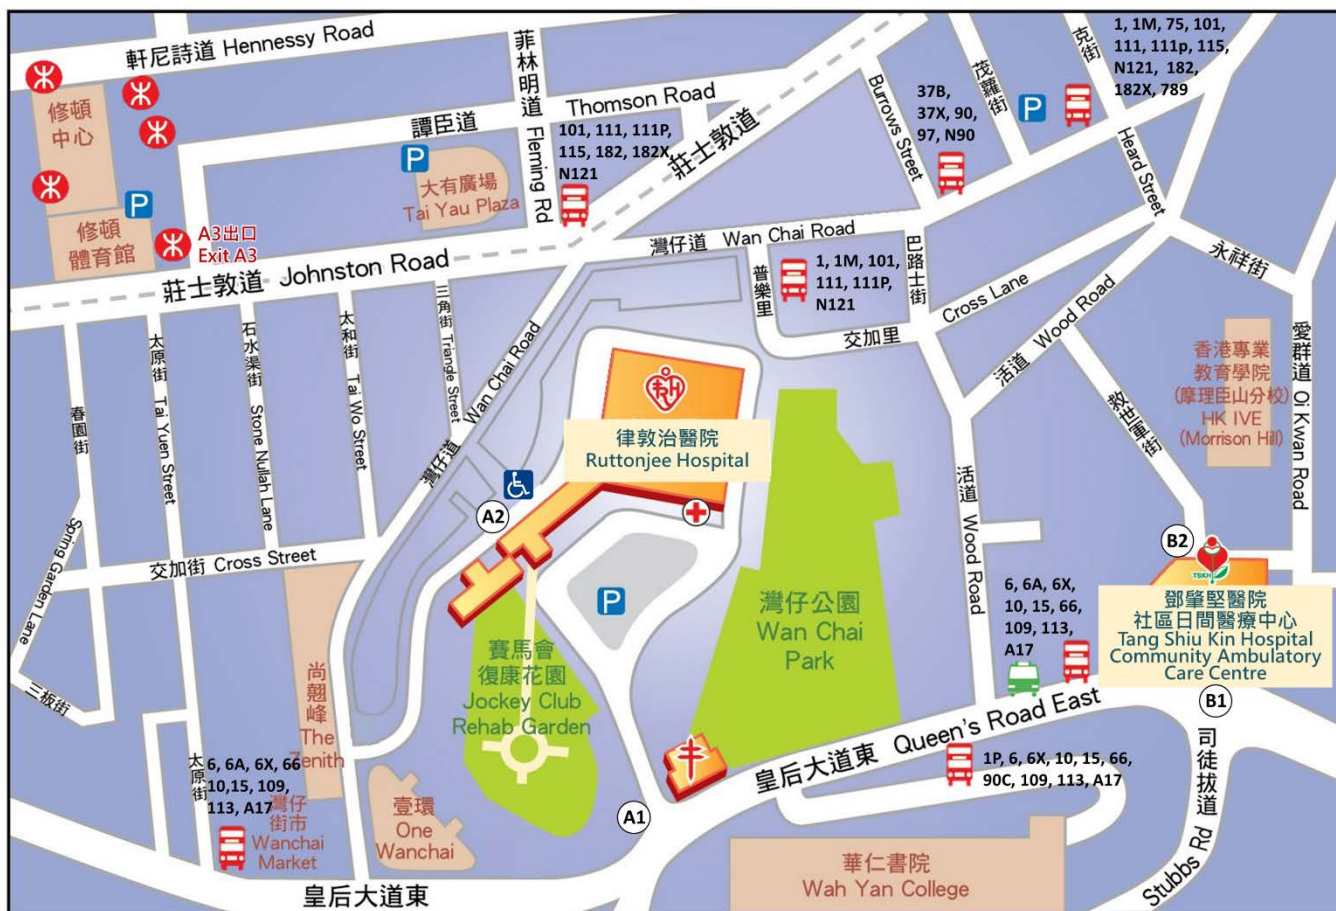 軒尼詩道 Hennessy Road
菲林明道 Fleming Rd
克街
1, 1M, 75, 101,
111, 111p, 115,
N121, 182,
182X, 789
茂蘿街
37B,
37X, 90,
97, N90
Burrows Street
修頓
中心
譚臣道 Thomson Road
P
101, 111, 111P,
115, 182, 182X,
N121
莊士敦道
P
Heard Street
大有廣場
Tai Yau Plaza
P
修頓
體育館
A3出口
Exit A3
莊士敦道 Johnston Road
灣仔道 Wan Chai Road
巴路士街
永祥街
普樂里
1, 1M, 101,
111, 111P,
N121
Cross Lane
交加里
活道 Wood Road
愛群道 Oi Kwan Road
香港專業
教育學院
(摩理臣山分校)
HK IVE
(Morrison Hill)
春園街
太原街 Tai Yuen Street
石水渠街 Stone Nullah Lane
太和街 Tai Wo Street
三角街 Triangle Street
灣仔道 Wan Chai Road
RH
律敦治醫院
Ruttonjee Hospital
救世軍街
活道 Wood Road
A2
Spring Garden Lane
交加街 Cross Street
B2
TSKH
鄧肇堅醫院
社區日間醫療中心
Tang Shiu Kin Hospital
Community Ambulatory
Care Centre
B1
P
灣仔公園
Wan Chai
Park
6, 6A, 6X,
10, 15, 66,
109, 113,
A17
賽馬會
復康花園
Jockey Club
Rehab Garden
尚翹峰
The
Zenith
三板街
太原街
6, 6A, 6X, 66
10,15, 109,
113, A17
灣仔
街市
Wanchai
Market
壹環
One
Wanchai
A1
皇后大道東 Queen's Road East
1P, 6, 6X, 10, 15, 66,
90C, 109, 113, A17
司徒拔道
Stubbs Rd
華仁書院
Wah Yan College
皇后大道東